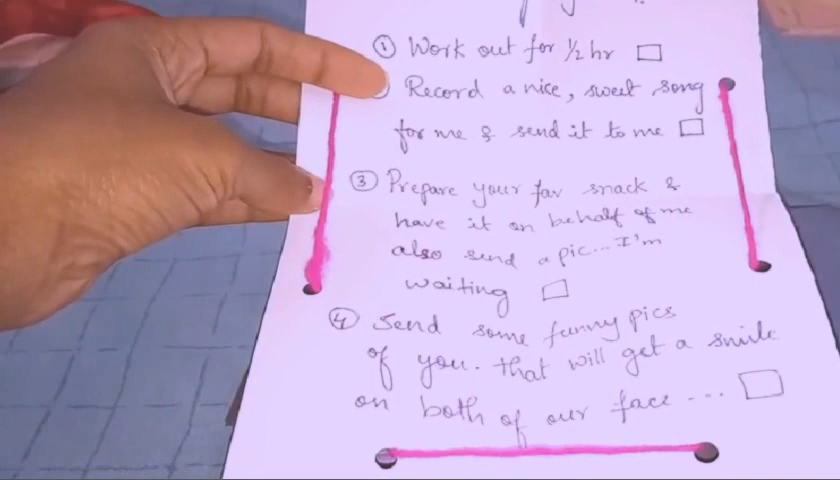 ① Work out for ½ hr
Record a nice, sweet song
for me & send it to me
③ Prepare your fav snack &
have it on behalf of me
also send a pic... I'm
waiting
④ Send some funny pics
of you. that will get a smile
on both of our face ...